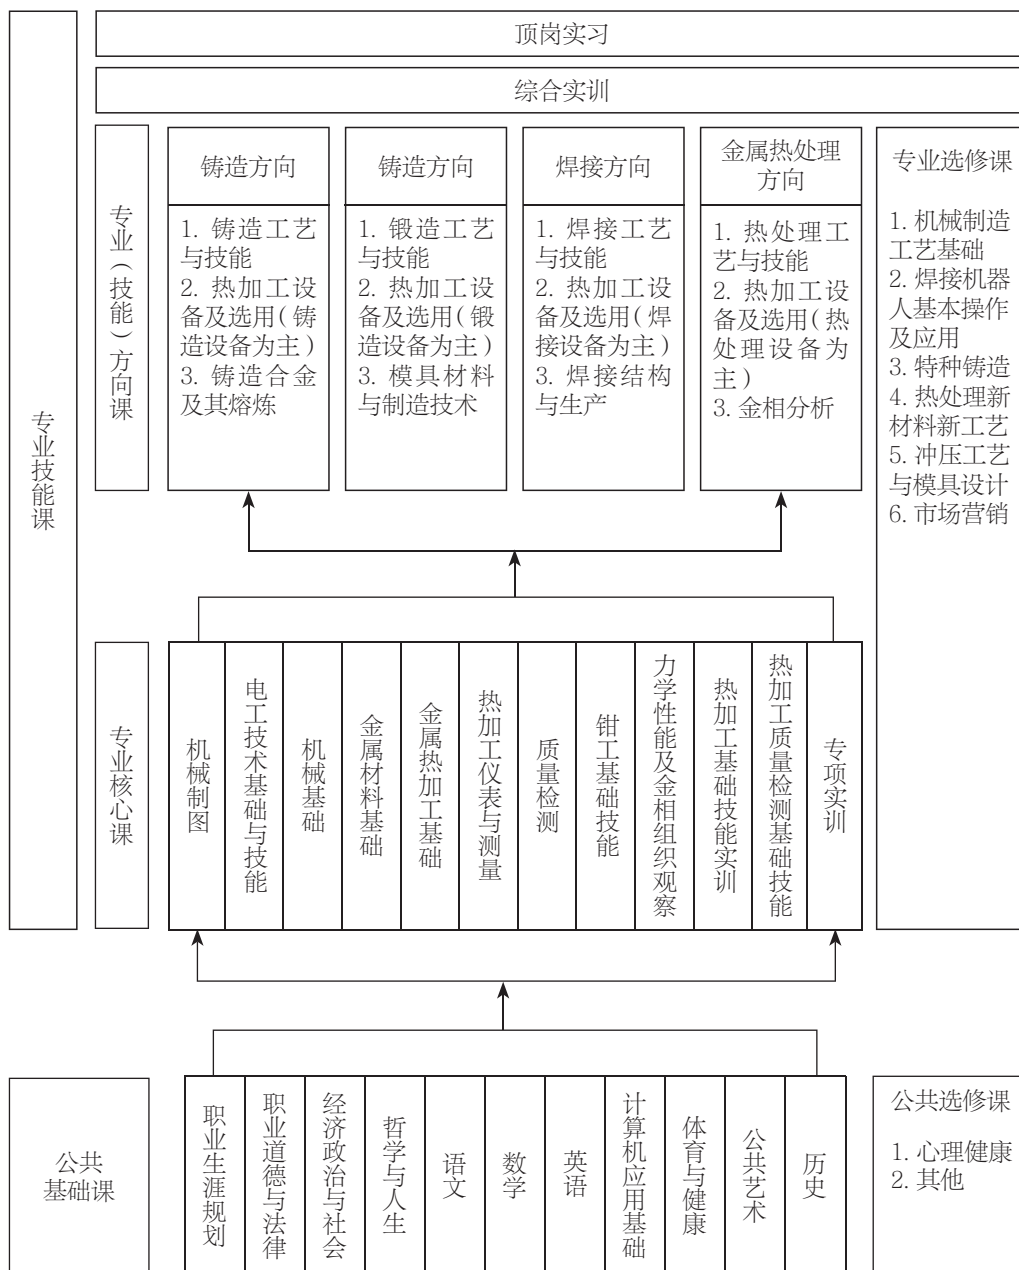 顶岗实习
综合实训
专业技能课
专业（技能）方向课
铸造方向
1. 铸造工艺
与技能
2. 热加工设
备及选用(铸
造设备为主)
3. 铸造合金
及其熔炼
铸造方向
1. 锻造工艺
与技能
2. 热加工设
备及选用(锻
造设备为主)
3. 模具材料
与制造技术
焊接方向
1. 焊接工艺
与技能
2. 热加工设
备及选用(焊
接设备为主)
3. 焊接结构
与生产
金属热处理
方向
1. 热处理工
艺与技能
2. 热加工设
备及选用(热
处理设备为
主)
3. 金相分析
专业选修课
1. 机械制造
工艺基础
2. 焊接机器
人基本操作
及应用
3. 特种铸造
4. 热处理新
材料新工艺
5. 冲压工艺
与模具设计
6. 市场营销
专业核心课
机械制图
电工技术基础与技能
机械基础
金属材料基础
金属热加工基础
热加工仪表与测量
质量检测
钳工基础技能
力学性能及金相组织观察
热加工基础技能实训
热加工质量检测基础技能
专项实训
公共
基础课
职业生涯规划
职业道德与法律
经济政治与社会
哲学与人生
语文
数学
英语
计算机应用基础
体育与健康
公共艺术
历史
公共选修课
1. 心理健康
2. 其他